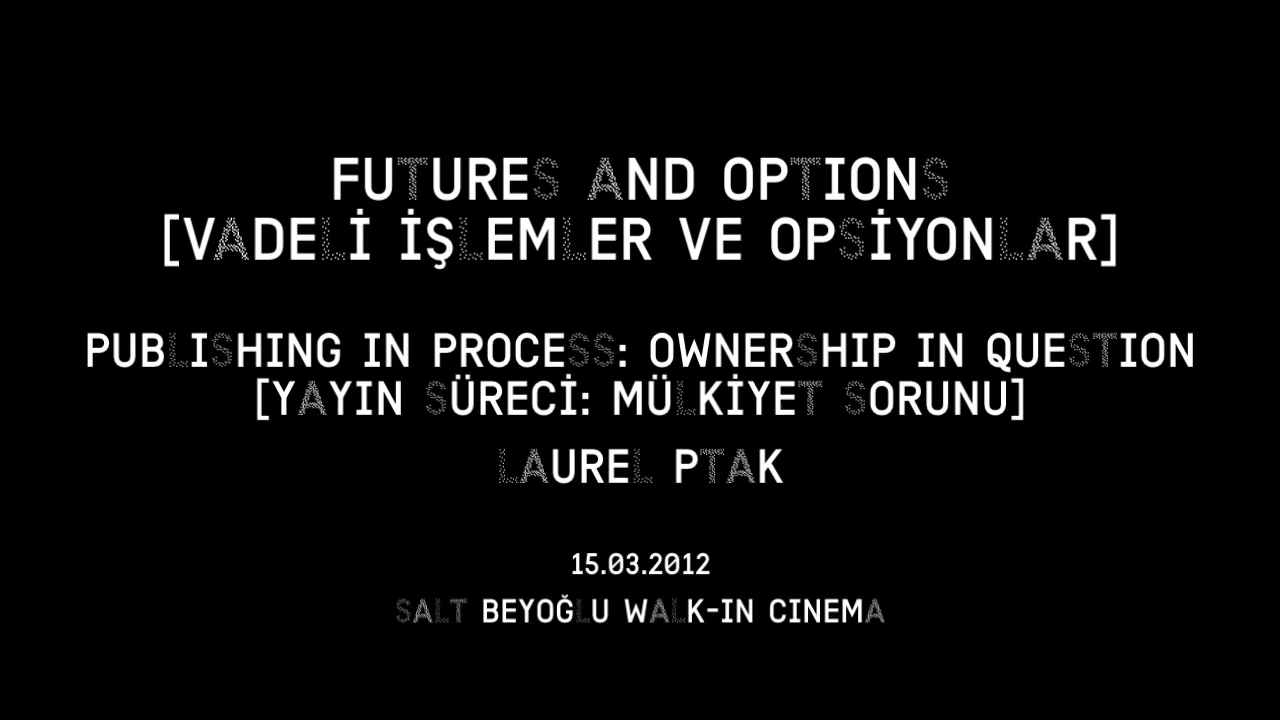 FUTURES AND OPTIONS
[VADELİ İŞLEMLER VE OPSİYONLAR]
PUBLISHING IN PROCESS: OWNERSHIP IN QUESTION
[YAYIN SÜRECİ: MÜLKİYET SORUNU]
LAUREL PTAK
15.03.2012
SALT BEYOĞLU WALK-IN CINEMA